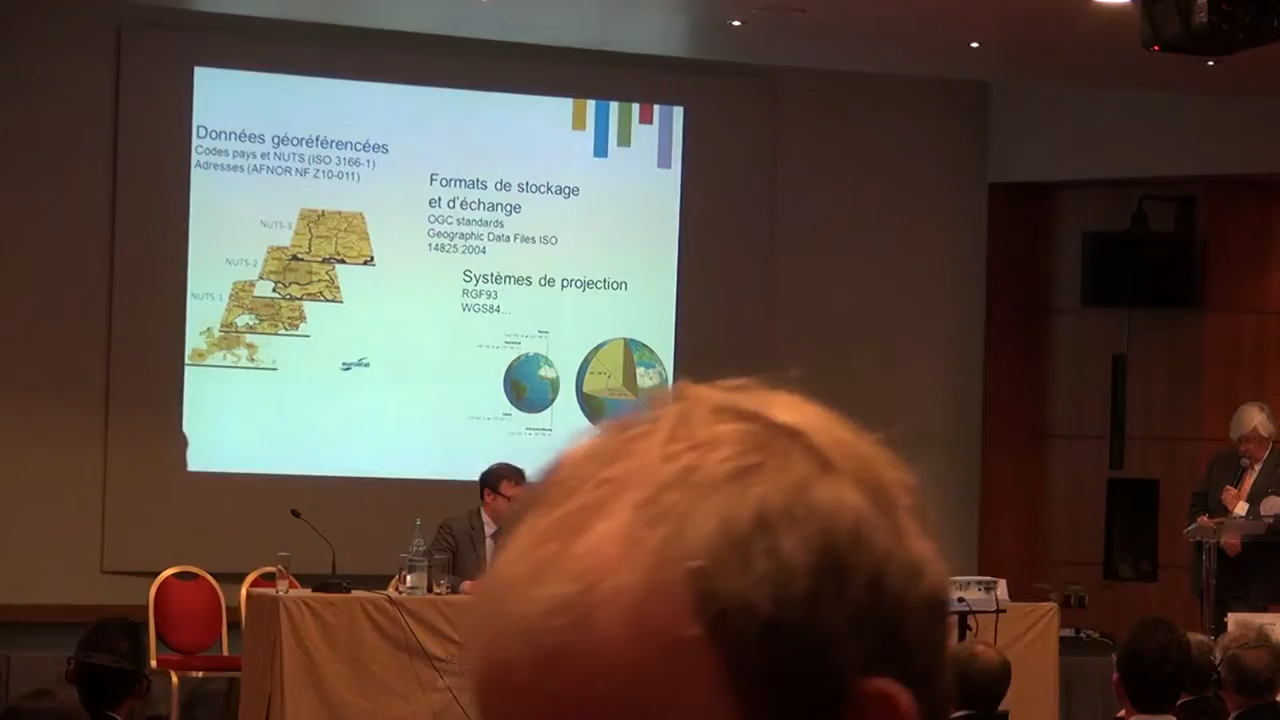 Données géoréférencées
Codes pays et NUTS (ISO 3166-1)
Adresses (AFNOR NF Z10-011)
NUTS-3
NUTS-2
NUTS-1
eurostat
Formats de stockage
et d'échange
OGC standards
Geographic Data Files ISO
14825:2004
Systèmes de projection
RGF93
WGS84...